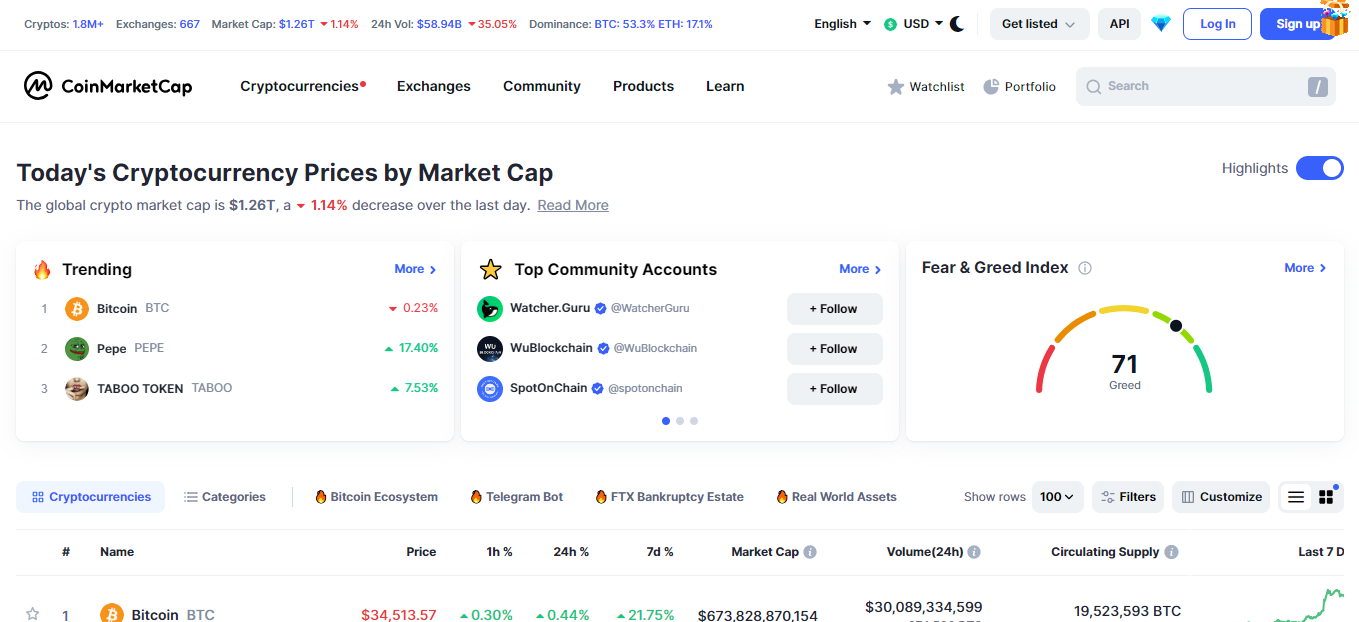 Cryptos: 1.8M+ Exchanges: 667 Market Cap: $1.26T 1.14% 24h Vol: $58.94B 35.05% Dominance: BTC: 53.3% ETH: 17.1% English USD Get listed API Log In Sign up
CoinMarketCap Cryptocurrencies Exchanges Community Products Learn Watchlist Portfolio Search /
Today's Cryptocurrency Prices by Market Cap
Highlights
The global crypto market cap is $1.26T, a 1.14% decrease over the last day. Read More
Trending More
1 Bitcoin BTC 0.23%
2 Pepe PEPE 17.40%
3 TABOO TOKEN TABOO 7.53%
Top Community Accounts More
Watcher.Guru @WatcherGuru + Follow
WuBlockchain @WuBlockchain + Follow
SpotOnChain @spotonchain + Follow
Fear & Greed Index More
71
Greed
Cryptocurrencies Categories Bitcoin Ecosystem Telegram Bot FTX Bankruptcy Estate Real World Assets Show rows 100 Filters Customize
# Name Price 1h % 24h % 7d % Market Cap Volume(24h) Circulating Supply Last 7 D
1 Bitcoin BTC $34,513.57 0.30% 0.44% 21.75% $673,828,870,154 $30,089,334,599 19,523,593 BTC